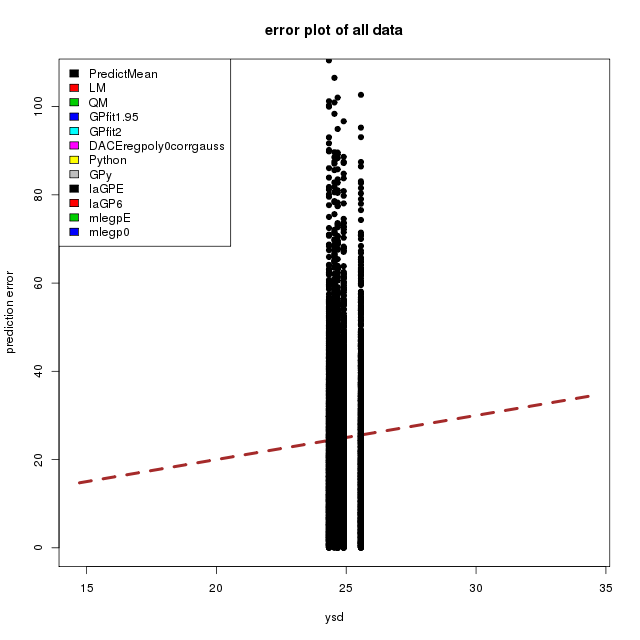 error plot of all data
PredictMean
LM
QM
GPfit1.95
GPfit2
DACEregpoly0corrgauss
Python
GPy
laGPE
laGP6
mlegpE
mlegp0
prediction error
0
20
40
60
80
100
15
20
25
30
35
ysd